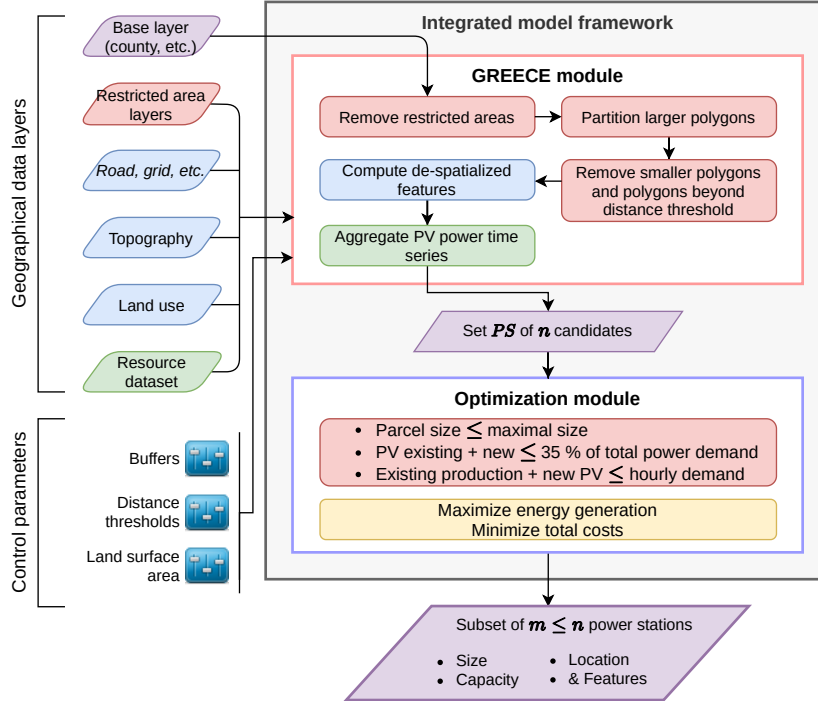 Integrated model framework
Geographical data layers
Base layer
(county, etc.)
Restricted area
layers
Road, grid, etc.
Topography
Land use
Resource
dataset
Control parameters
Buffers
Distance
thresholds
Land surface
area
GREECE module
Remove restricted areas
Partition larger polygons
Compute de-spatialized
features
Remove smaller polygons
and polygons beyond
distance threshold
Aggregate PV power time
series
Set PS of n candidates
Optimization module
• Parcel size ≤ maximal size
• PV existing + new ≤ 35 % of total power demand
• Existing production + new PV ≤ hourly demand
Maximize energy generation
Minimize total costs
Subset of m ≤ n power stations
• Size
• Capacity
• Location
• & Features